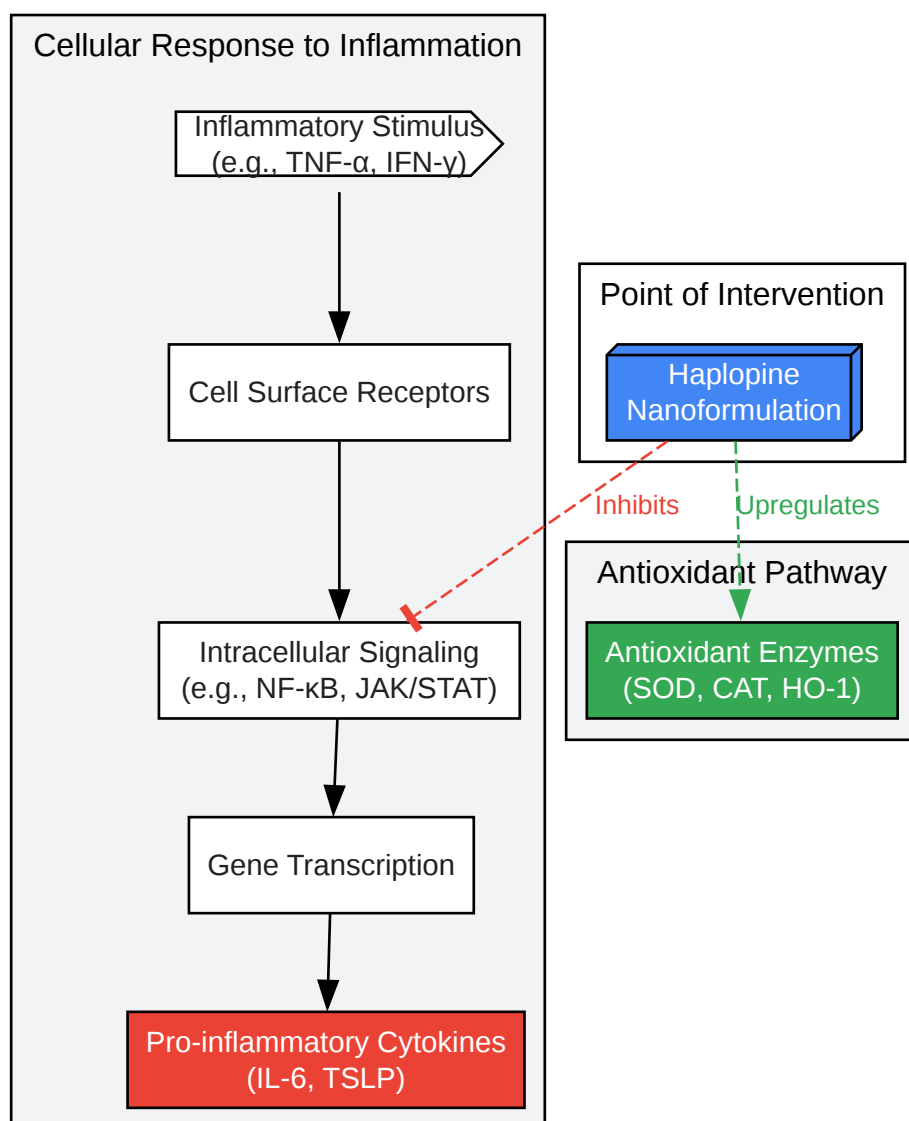 Cellular Response to Inflammation
Inflammatory Stimulus
(e.g., TNF-α, IFN-γ)
Cell Surface Receptors
Intracellular Signaling
(e.g., NF-κB, JAK/STAT)
Gene Transcription
Pro-inflammatory Cytokines
(IL-6, TSLP)
Point of Intervention
Haplopine
Nanoformulation
Inhibits
Upregulates
Antioxidant Pathway
Antioxidant Enzymes
(SOD, CAT, HO-1)